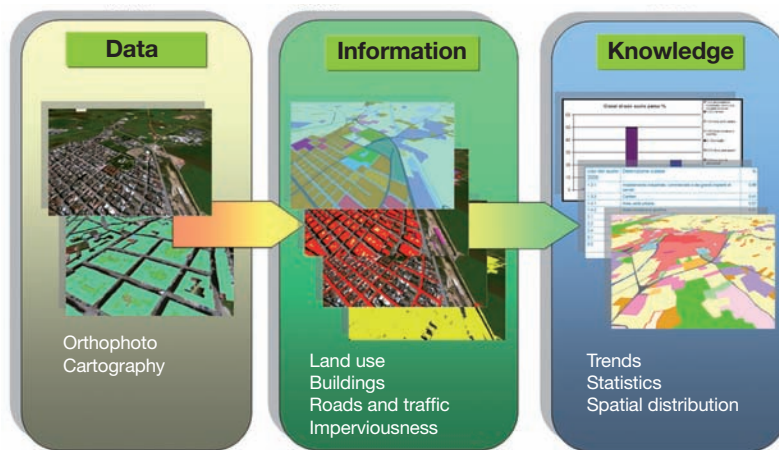 Data
Information
Knowledge
Orthophoto
Cartography
Land use
Buildings
Roads and traffic
Imperviousness
Trends
Statistics
Spatial distribution